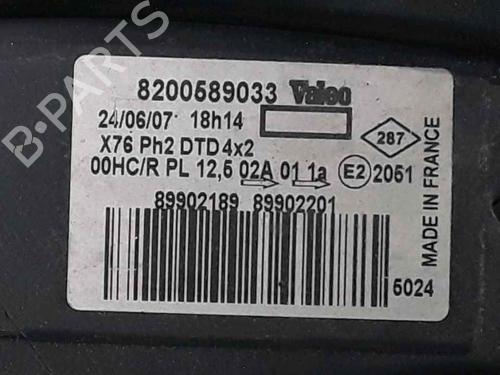 8200589033 Valeo
24/06/07 18h14
X76 Ph2 DTD 4x2
287
00HC/R PL 12,5 02A 01 1a E2 2051
89902189 89902201
5024
MADE IN FRANCE
B-PARTS